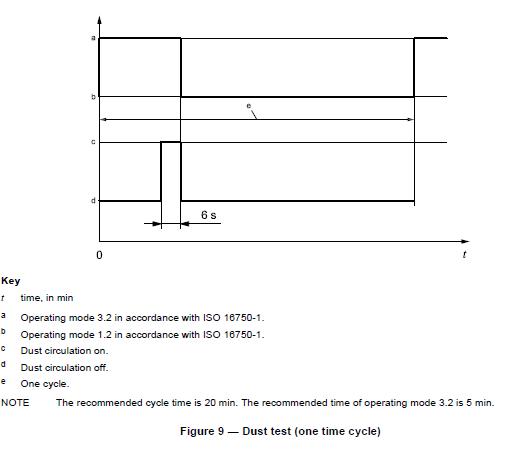 a
b
e
c
d
6 s
0
t
Key
t time, in min
a Operating mode 3.2 in accordance with ISO 16750-1.
b Operating mode 1.2 in accordance with ISO 16750-1.
c Dust circulation on.
d Dust circulation off.
e One cycle.
NOTE The recommended cycle time is 20 min. The recommended time of operating mode 3.2 is 5 min.
Figure 9 — Dust test (one time cycle)